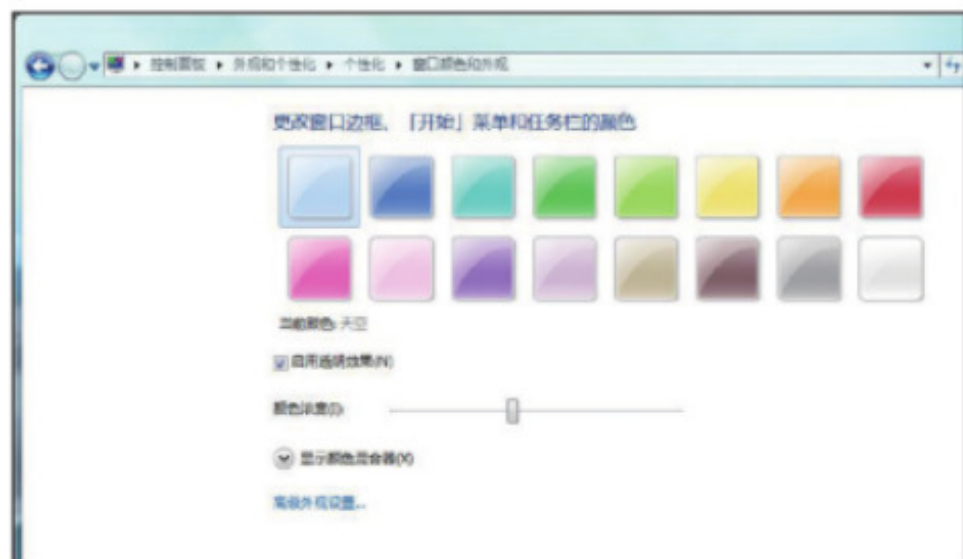 控制面板 ▸ 外观和个性化 ▸ 个性化 ▸ 窗口颜色和外观
更改窗口边框、「开始」菜单和任务栏的颜色
当前颜色: 天空
启用透明效果(N)
颜色浓度(I):
显示颜色混合器(X)
高级外观设置...